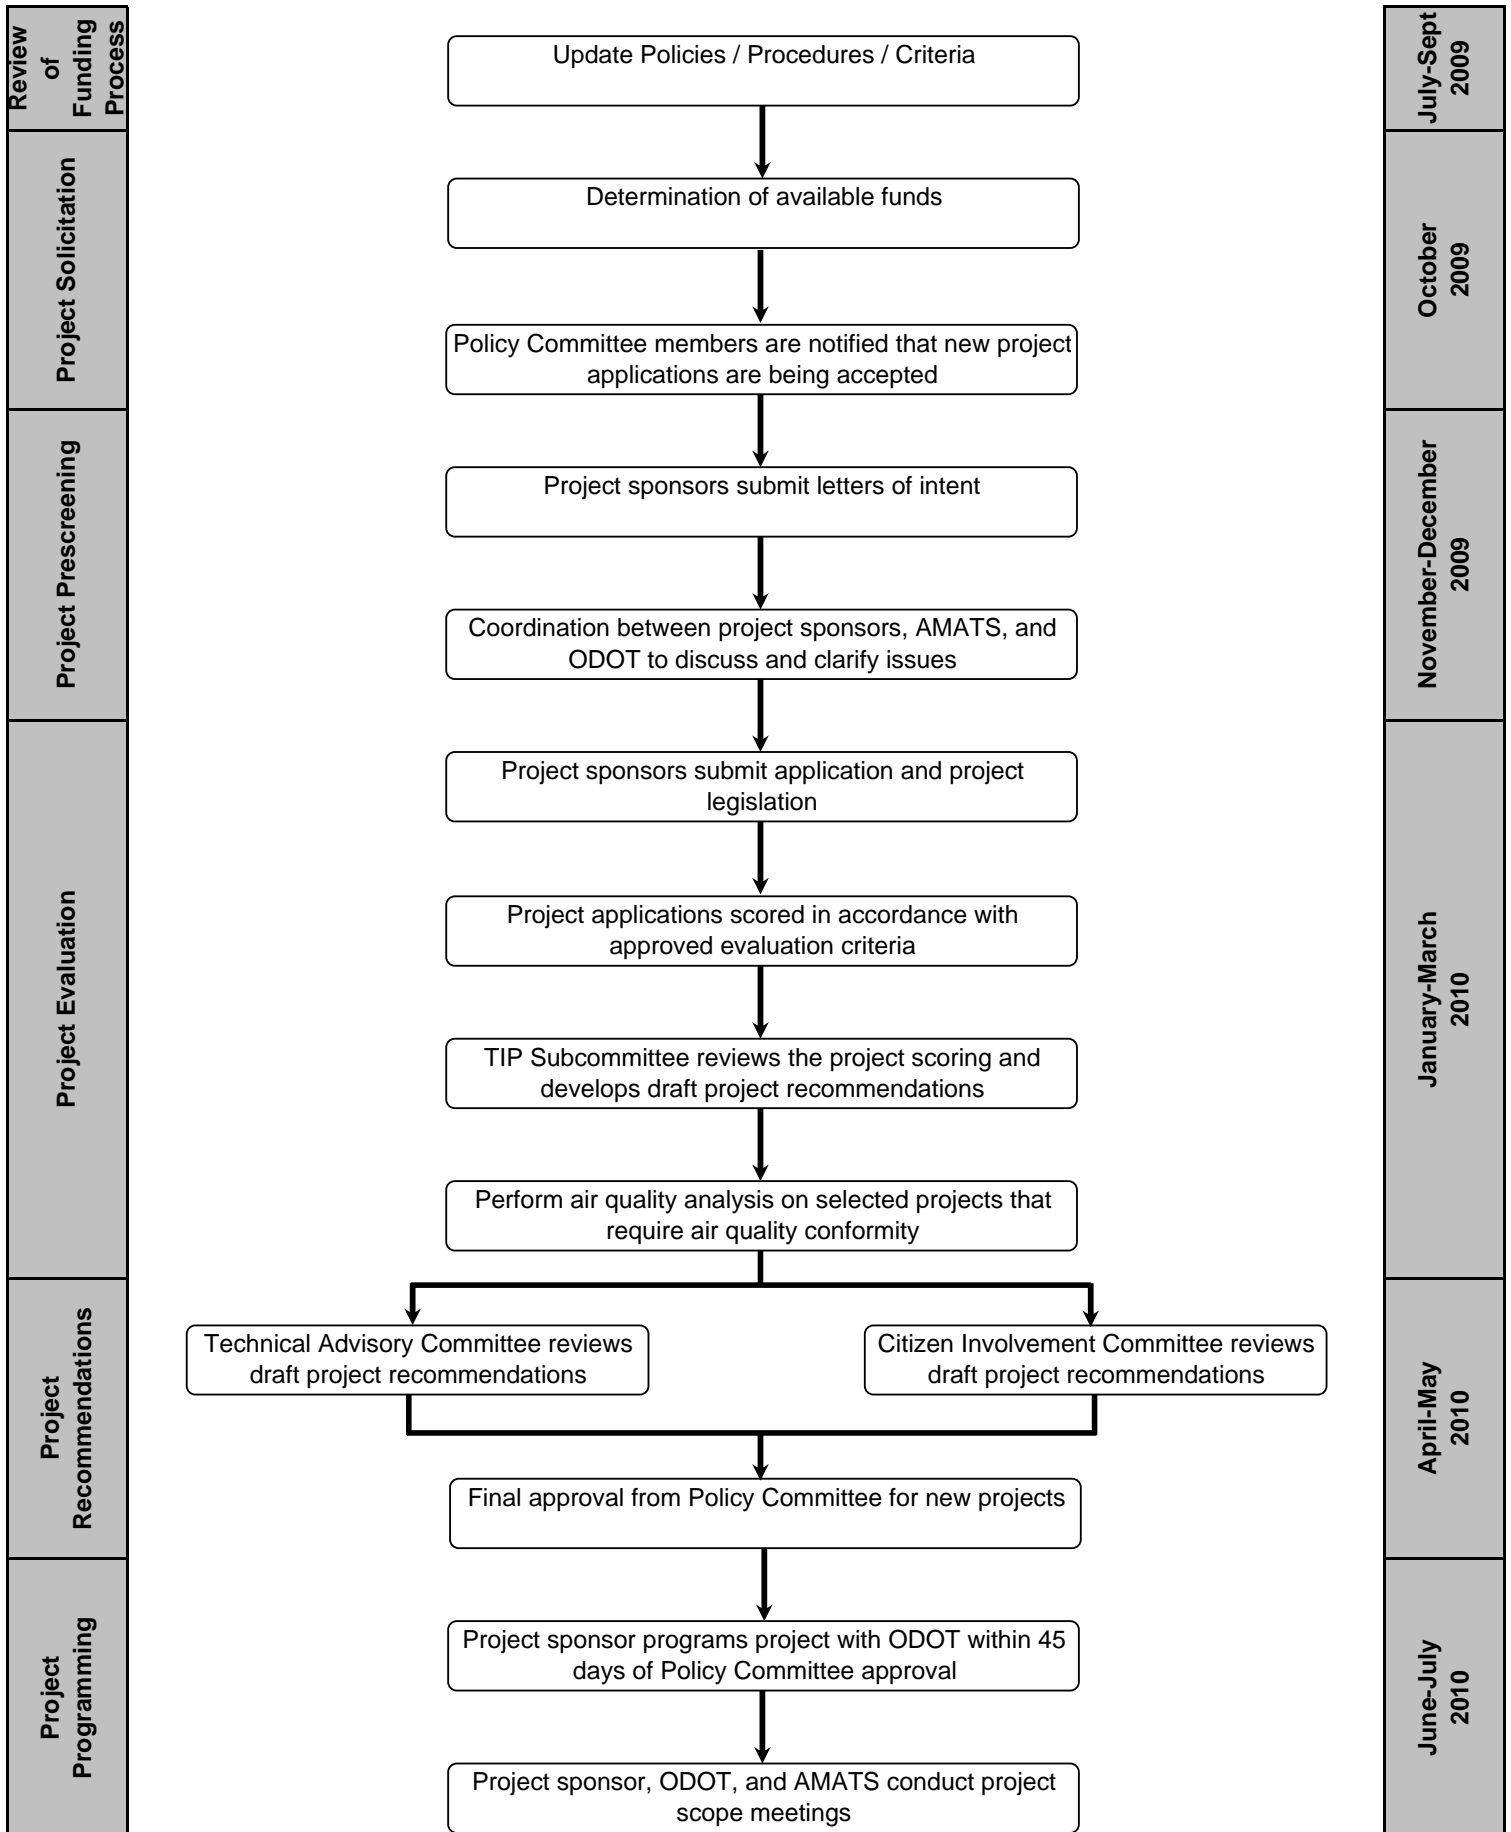 Review
of
Funding
Process
Update Policies / Procedures / Criteria
July-Sept
2009
Project Solicitation
Determination of available funds
Policy Committee members are notified that new project
applications are being accepted
October
2009
Project Prescreening
Project sponsors submit letters of intent
Coordination between project sponsors, AMATS, and
ODOT to discuss and clarify issues
November-December
2009
Project Evaluation
Project sponsors submit application and project
legislation
Project applications scored in accordance with
approved evaluation criteria
TIP Subcommittee reviews the project scoring and
develops draft project recommendations
Perform air quality analysis on selected projects that
require air quality conformity
January-March
2010
Project
Recommendations
Technical Advisory Committee reviews
draft project recommendations
Citizen Involvement Committee reviews
draft project recommendations
Final approval from Policy Committee for new projects
April-May
2010
Project
Programming
Project sponsor programs project with ODOT within 45
days of Policy Committee approval
Project sponsor, ODOT, and AMATS conduct project
scope meetings
June-July
2010